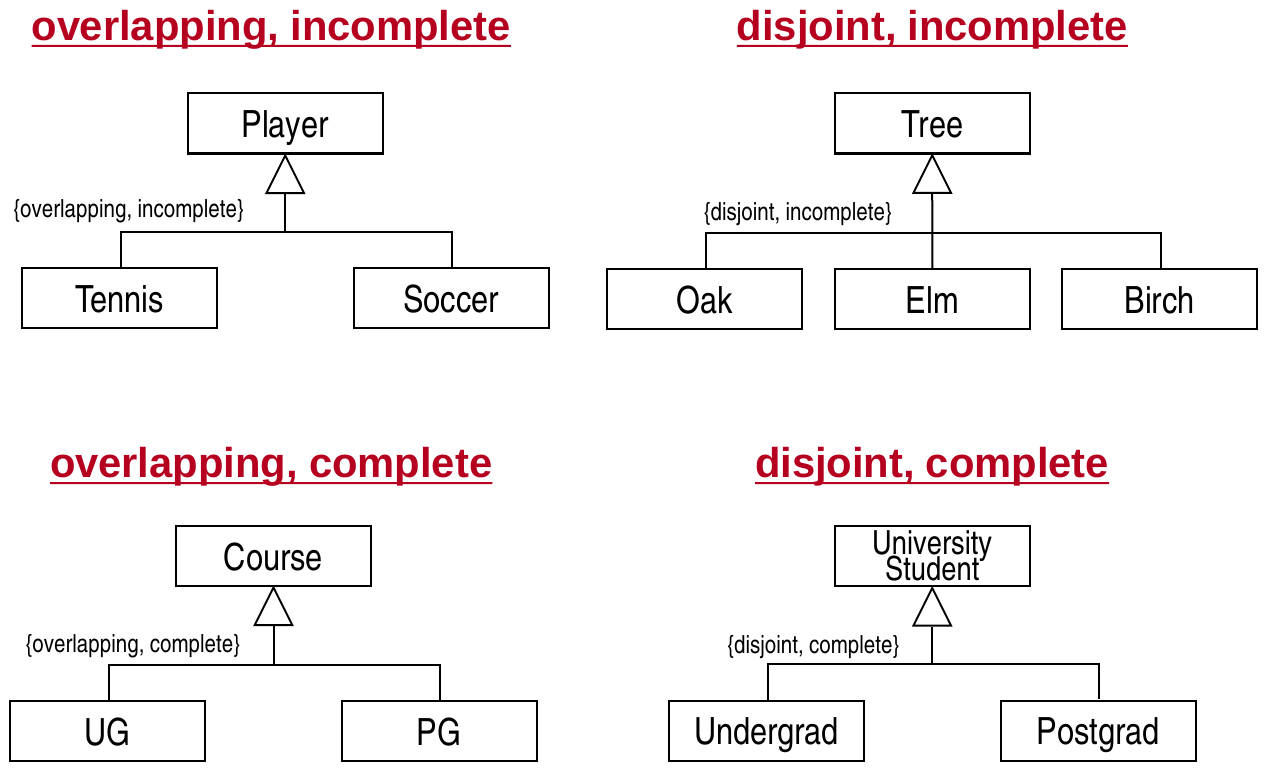 overlapping, incomplete
Player
{overlapping, incomplete}
Tennis
Soccer
disjoint, incomplete
Tree
{disjoint, incomplete}
Oak
Elm
Birch
overlapping, complete
Course
{overlapping, complete}
UG
PG
disjoint, complete
University
Student
{disjoint, complete}
Undergrad
Postgrad